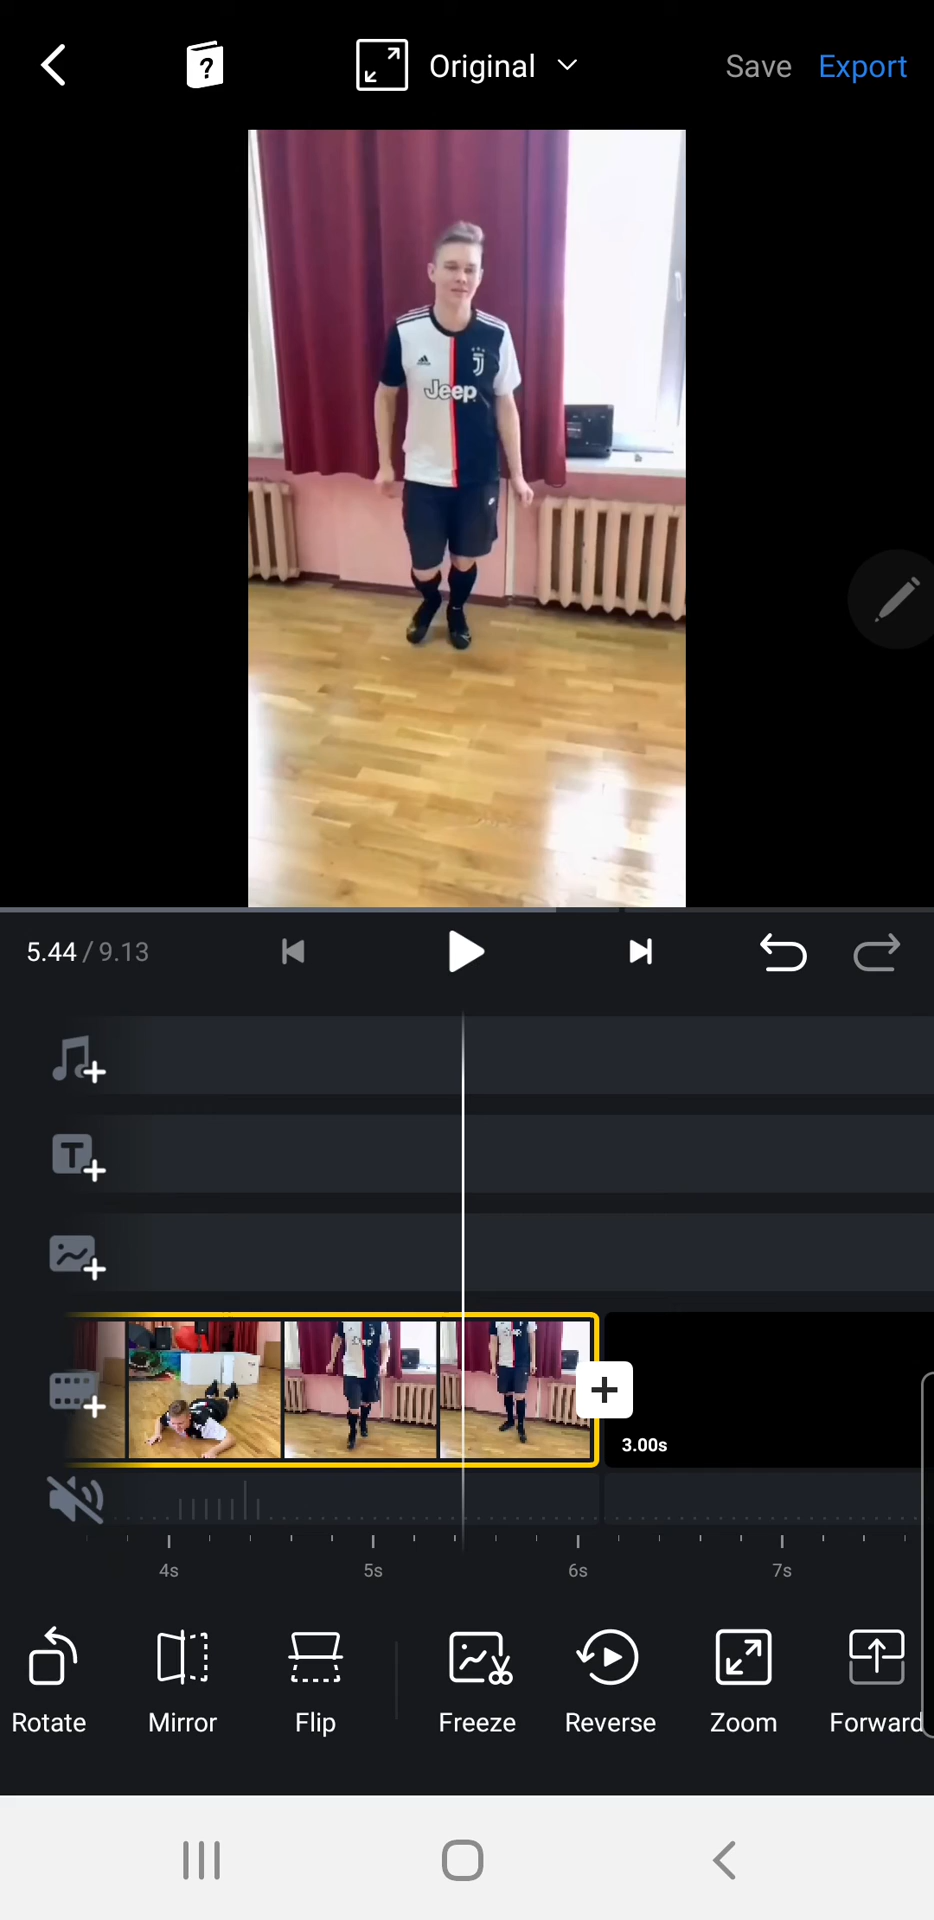 Original
Save
Export
Jeep
5.44 / 9.13
T
3.00s
4s
5s
6s
7s
Rotate
Mirror
Flip
Freeze
Reverse
Zoom
Forward